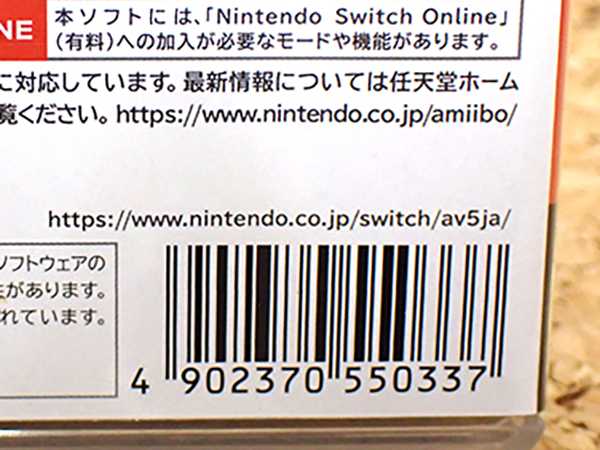 NE
本ソフトには、「Nintendo Switch Online」
(有料)への加入が必要なモードや機能があります。
に対応しています。最新情報については任天堂ホーム
覧ください。https://www.nintendo.co.jp/amiibo/
https://www.nintendo.co.jp/switch/av5ja/
ソフトウェアの
があります。
れています。
4 902370 550337